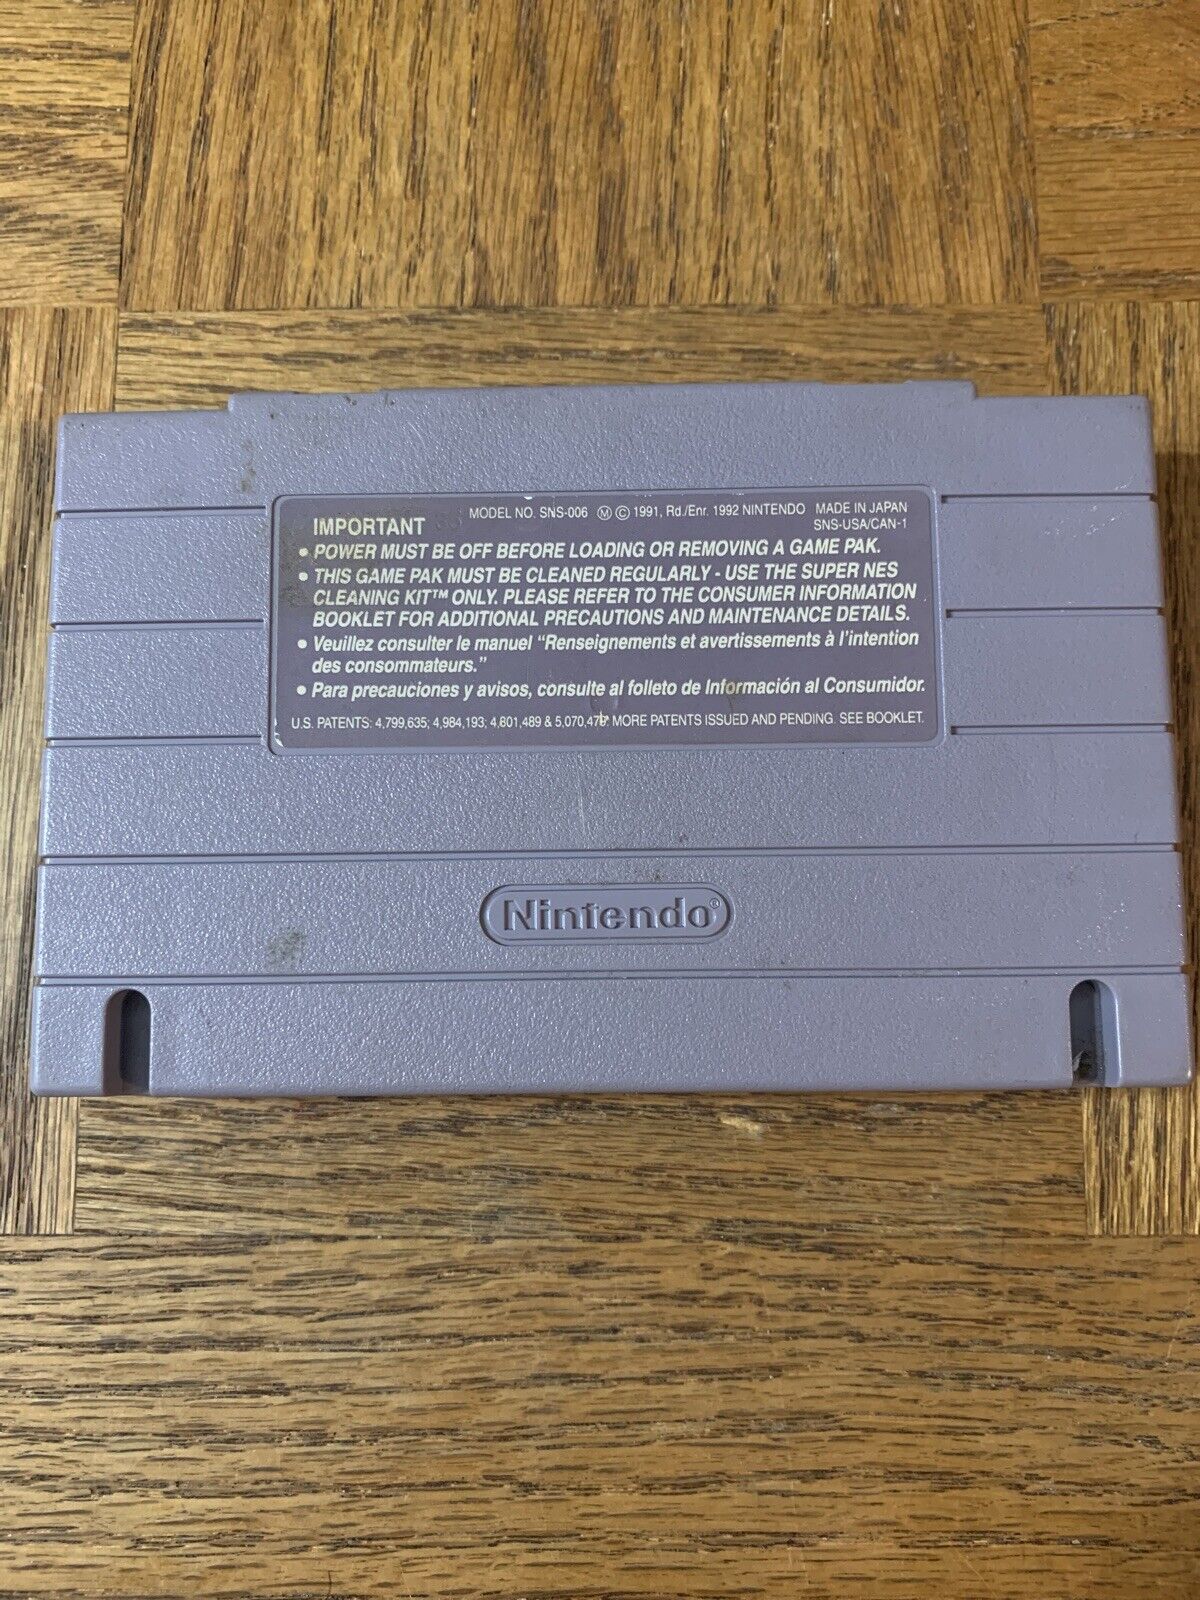 IMPORTANT MODEL NO. SNS-006 Ⓜ © 1991, Rd./Enr. 1992 NINTENDO MADE IN JAPAN
SNS-USA/CAN-1
• POWER MUST BE OFF BEFORE LOADING OR REMOVING A GAME PAK.
• THIS GAME PAK MUST BE CLEANED REGULARLY - USE THE SUPER NES
CLEANING KIT™ ONLY. PLEASE REFER TO THE CONSUMER INFORMATION
BOOKLET FOR ADDITIONAL PRECAUTIONS AND MAINTENANCE DETAILS.
• Veuillez consulter le manuel “Renseignements et avertissements à l’intention
des consommateurs.”
• Para precauciones y avisos, consulte al folleto de Información al Consumidor.
U.S. PATENTS: 4,799,635; 4,984,193; 4,601,489 & 5,070,479 MORE PATENTS ISSUED AND PENDING. SEE BOOKLET.
Nintendo®